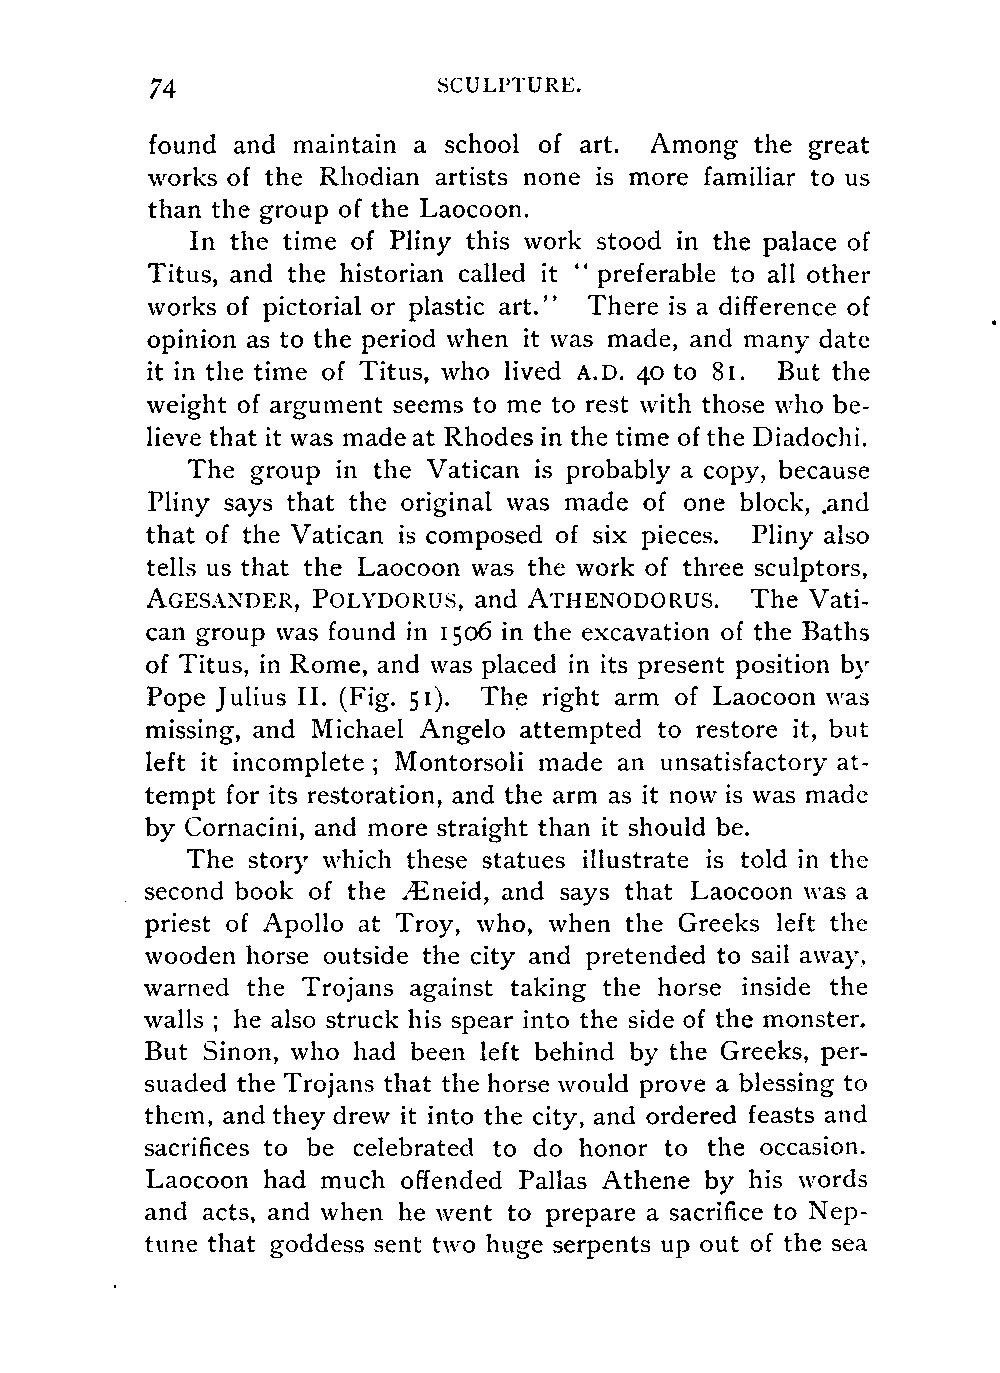 74 SCULPTURE.
found and maintain a school of art. Among the great
works of the Rhodian artists none is more familiar to us
than the group of the Laocoon.
In the time of Pliny this work stood in the palace of
Titus, and the historian called it “ preferable to all other
works of pictorial or plastic art.” There is a difference of
opinion as to the period when it was made, and many date
it in the time of Titus, who lived A.D. 40 to 81. But the
weight of argument seems to me to rest with those who be-
lieve that it was made at Rhodes in the time of the Diadochi.
The group in the Vatican is probably a copy, because
Pliny says that the original was made of one block, and
that of the Vatican is composed of six pieces. Pliny also
tells us that the Laocoon was the work of three sculptors,
AGESANDER, POLYDORUS, and ATHENODORUS. The Vati-
can group was found in 1506 in the excavation of the Baths
of Titus, in Rome, and was placed in its present position by
Pope Julius II. (Fig. 51). The right arm of Laocoon was
missing, and Michael Angelo attempted to restore it, but
left it incomplete ; Montorsoli made an unsatisfactory at-
tempt for its restoration, and the arm as it now is was made
by Cornacini, and more straight than it should be.
The story which these statues illustrate is told in the
second book of the Æneid, and says that Laocoon was a
priest of Apollo at Troy, who, when the Greeks left the
wooden horse outside the city and pretended to sail away,
warned the Trojans against taking the horse inside the
walls ; he also struck his spear into the side of the monster.
But Sinon, who had been left behind by the Greeks, per-
suaded the Trojans that the horse would prove a blessing to
them, and they drew it into the city, and ordered feasts and
sacrifices to be celebrated to do honor to the occasion.
Laocoon had much offended Pallas Athene by his words
and acts, and when he went to prepare a sacrifice to Nep-
tune that goddess sent two huge serpents up out of the sea